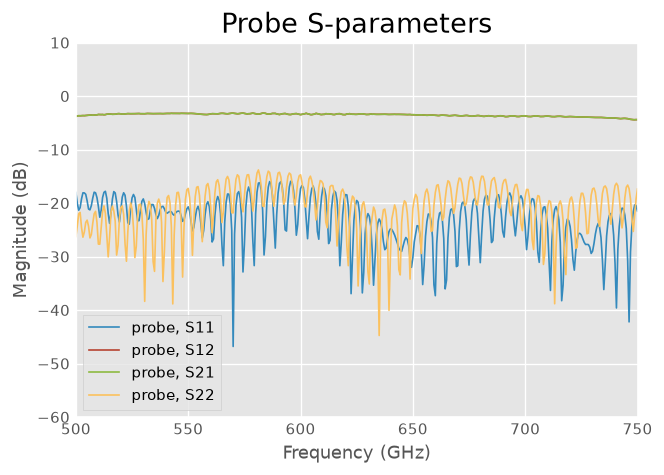 Probe S-parameters
10
0
−10
−20
−30
−40
−50
−60
Magnitude (dB)
probe, S11
probe, S12
probe, S21
probe, S22
500
550
600
650
700
750
Frequency (GHz)